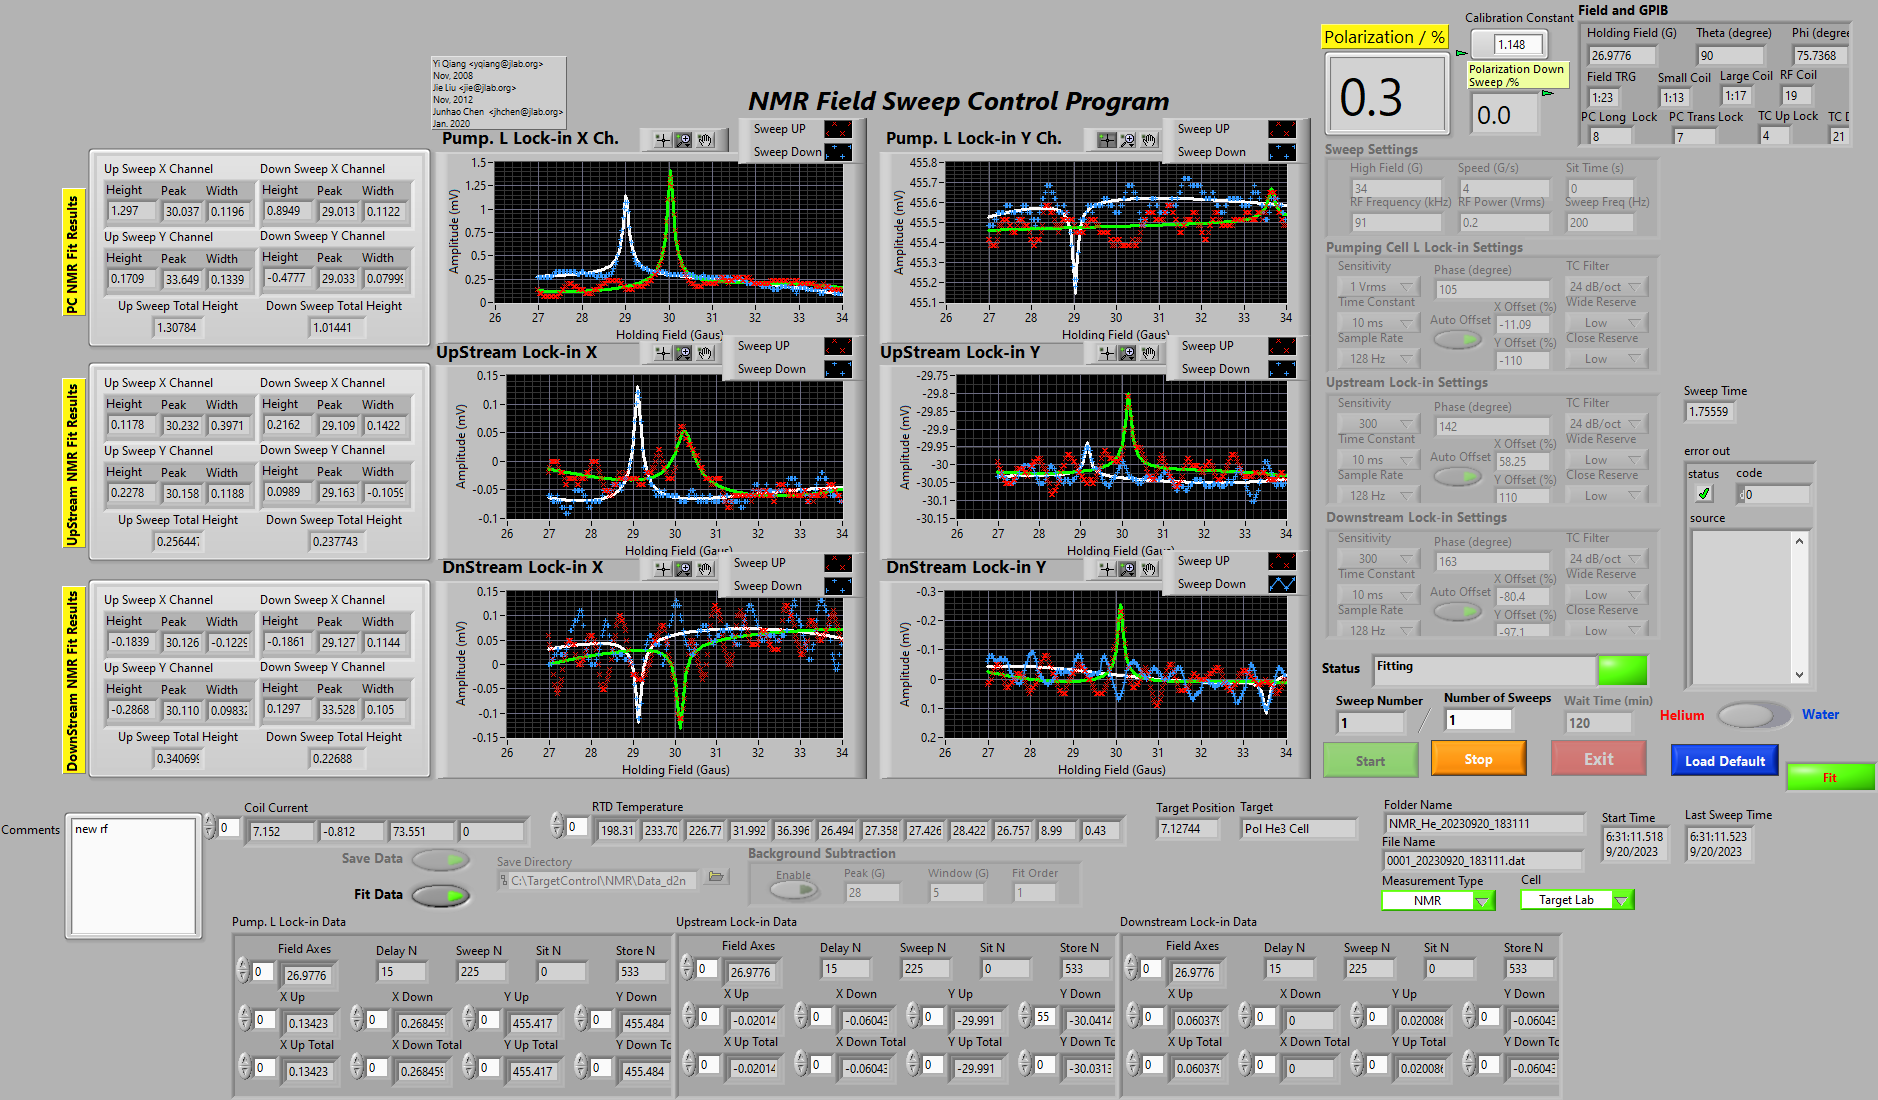 Yi Qiang <yqiang@jlab.org>
Nov, 2008
Jie Liu <jie@jlab.org>
Nov, 2012
Junhao Chen <jhchen@jlab.org>
Jan. 2020
NMR Field Sweep Control Program
Polarization / %
0.3
Calibration Constant
1.148
Polarization Down
Sweep /%
0.0
Field and GPIB
Holding Field (G) Theta (degree) Phi (degree
26.9776 90 75.7368
Field TRG Small Coil Large Coil RF Coil
1:23 1:13 1:17 19
PC Long Lock PC Trans Lock TC Up Lock TC D
8 7 4 21
PC NMR Fit Results
Up Sweep X Channel Down Sweep X Channel
Height Peak Width Height Peak Width
1.297 30.037 0.1196 0.8949 29.013 0.1122
Up Sweep Y Channel Down Sweep Y Channel
Height Peak Width Height Peak Width
0.1709 33.649 0.1339 -0.4777 29.033 0.0799
Up Sweep Total Height Down Sweep Total Height
1.30784 1.01441
UpStream NMR Fit Results
Up Sweep X Channel Down Sweep X Channel
Height Peak Width Height Peak Width
0.1178 30.232 0.3971 0.2162 29.109 0.1422
Up Sweep Y Channel Down Sweep Y Channel
Height Peak Width Height Peak Width
0.2278 30.158 0.1188 0.0989 29.163 -0.1059
Up Sweep Total Height Down Sweep Total Height
0.256447 0.237743
DownStream NMR Fit Results
Up Sweep X Channel Down Sweep X Channel
Height Peak Width Height Peak Width
-0.1839 30.126 -0.1229 -0.1861 29.127 0.1144
Up Sweep Y Channel Down Sweep Y Channel
Height Peak Width Height Peak Width
-0.2868 30.110 0.0983 0.1297 33.528 0.105
Up Sweep Total Height Down Sweep Total Height
0.340699 0.22688
Pump. L Lock-in X Ch.
Sweep UP
Sweep Down
Amplitude (mV)
1.5
1.25
1
0.75
0.5
0.25
0
26 27 28 29 30 31 32 33 34
Holding Field (Gaus)
Pump. L Lock-in Y Ch.
Sweep UP
Sweep Down
Amplitude (mV)
455.8
455.7
455.6
455.5
455.4
455.3
455.2
455.1
26 27 28 29 30 31 32 33 34
Holding Field (Gaus)
UpStream Lock-in X
Sweep UP
Sweep Down
Amplitude (mV)
0.15
0.1
0.05
0
-0.05
-0.1
26 27 28 29 30 31 32 33 34
Holding Field (Gaus)
UpStream Lock-in Y
Sweep UP
Sweep Down
Amplitude (mV)
-29.75
-29.8
-29.85
-29.9
-29.95
-30
-30.05
-30.1
-30.15
26 27 28 29 30 31 32 33 34
Holding Field (Gaus)
DnStream Lock-in X
Sweep UP
Sweep Down
Amplitude (mV)
0.15
0.1
0.05
0
-0.05
-0.1
-0.15
26 27 28 29 30 31 32 33 34
Holding Field (Gaus)
DnStream Lock-in Y
Sweep UP
Sweep Down
Amplitude (mV)
-0.3
-0.2
-0.1
0
0.1
0.2
26 27 28 29 30 31 32 33 34
Holding Field (Gaus)
Sweep Settings
High Field (G) Speed (G/s) Sit Time (s)
34 4 0
RF Frequency (kHz) RF Power (Vrms) Sweep Freq (Hz)
91 0.2 200
Pumping Cell L Lock-in Settings
Sensitivity Phase (degree) TC Filter
1 Vrms 105 24 dB/oct
Time Constant X Offset (%) Wide Reserve
10 ms Auto Offset -11.09 Low
Sample Rate Y Offset (%) Close Reserve
128 Hz -110 Low
Upstream Lock-in Settings
Sensitivity Phase (degree) TC Filter
300 142 24 dB/oct
Time Constant X Offset (%) Wide Reserve
10 ms Auto Offset 58.25 Low
Sample Rate Y Offset (%) Close Reserve
128 Hz 110 Low
Downstream Lock-in Settings
Sensitivity Phase (degree) TC Filter
300 163 24 dB/oct
Time Constant X Offset (%) Wide Reserve
10 ms Auto Offset -80.4 Low
Sample Rate Y Offset (%) Close Reserve
128 Hz -97.1 Low
Sweep Time
1.75559
error out
status code
0
source
Status Fitting
Sweep Number Number of Sweeps Wait Time (min)
1 1 120
Helium Water
Start Stop Exit Load Default Fit
Comments
new rf
Coil Current
0 7.152 -0.812 73.551 0
RTD Temperature
0 198.31 233.70 226.77 31.992 36.396 26.494 27.358 27.426 28.422 26.757 8.99 0.43
Target Position Target
7.12744 Pol He3 Cell
Folder Name
NMR_He_20230920_183111
File Name
0001_20230920_183111.dat
Start Time Last Sweep Time
6:31:11.518 6:31:11.523
9/20/2023 9/20/2023
Measurement Type Cell
NMR Target Lab
Save Data
Fit Data
Save Directory
C:\TargetControl\NMR\Data_d2n
Background Subtraction
Enable Peak (G) Window (G) Fit Order
28 5 1
Pump. L Lock-in Data
Field Axes Delay N Sweep N Sit N Store N
0 26.9776 15 225 0 533
X Up X Down Y Up Y Down
0 0.13423 0 0.268459 0 455.417 0 455.484
X Up Total X Down Total Y Up Total Y Down To
0 0.13423 0 0.268459 0 455.417 0 455.484
Upstream Lock-in Data
Field Axes Delay N Sweep N Sit N Store N
0 26.9776 15 225 0 533
X Up X Down Y Up Y Down
0 -0.02014 0 -0.06043 0 -29.991 55 -30.0414
X Up Total X Down Total Y Up Total Y Down To
0 -0.02014 0 -0.06043 0 -29.991 0 -30.0313
Downstream Lock-in Data
Field Axes Delay N Sweep N Sit N Store N
0 26.9776 15 225 0 533
X Up X Down Y Up Y Down
0 0.060379 0 0 0 0.020086 0 -0.0604
X Up Total X Down Total Y Up Total Y Down To
0 0.060379 0 0 0 0.020086 0 -0.0604